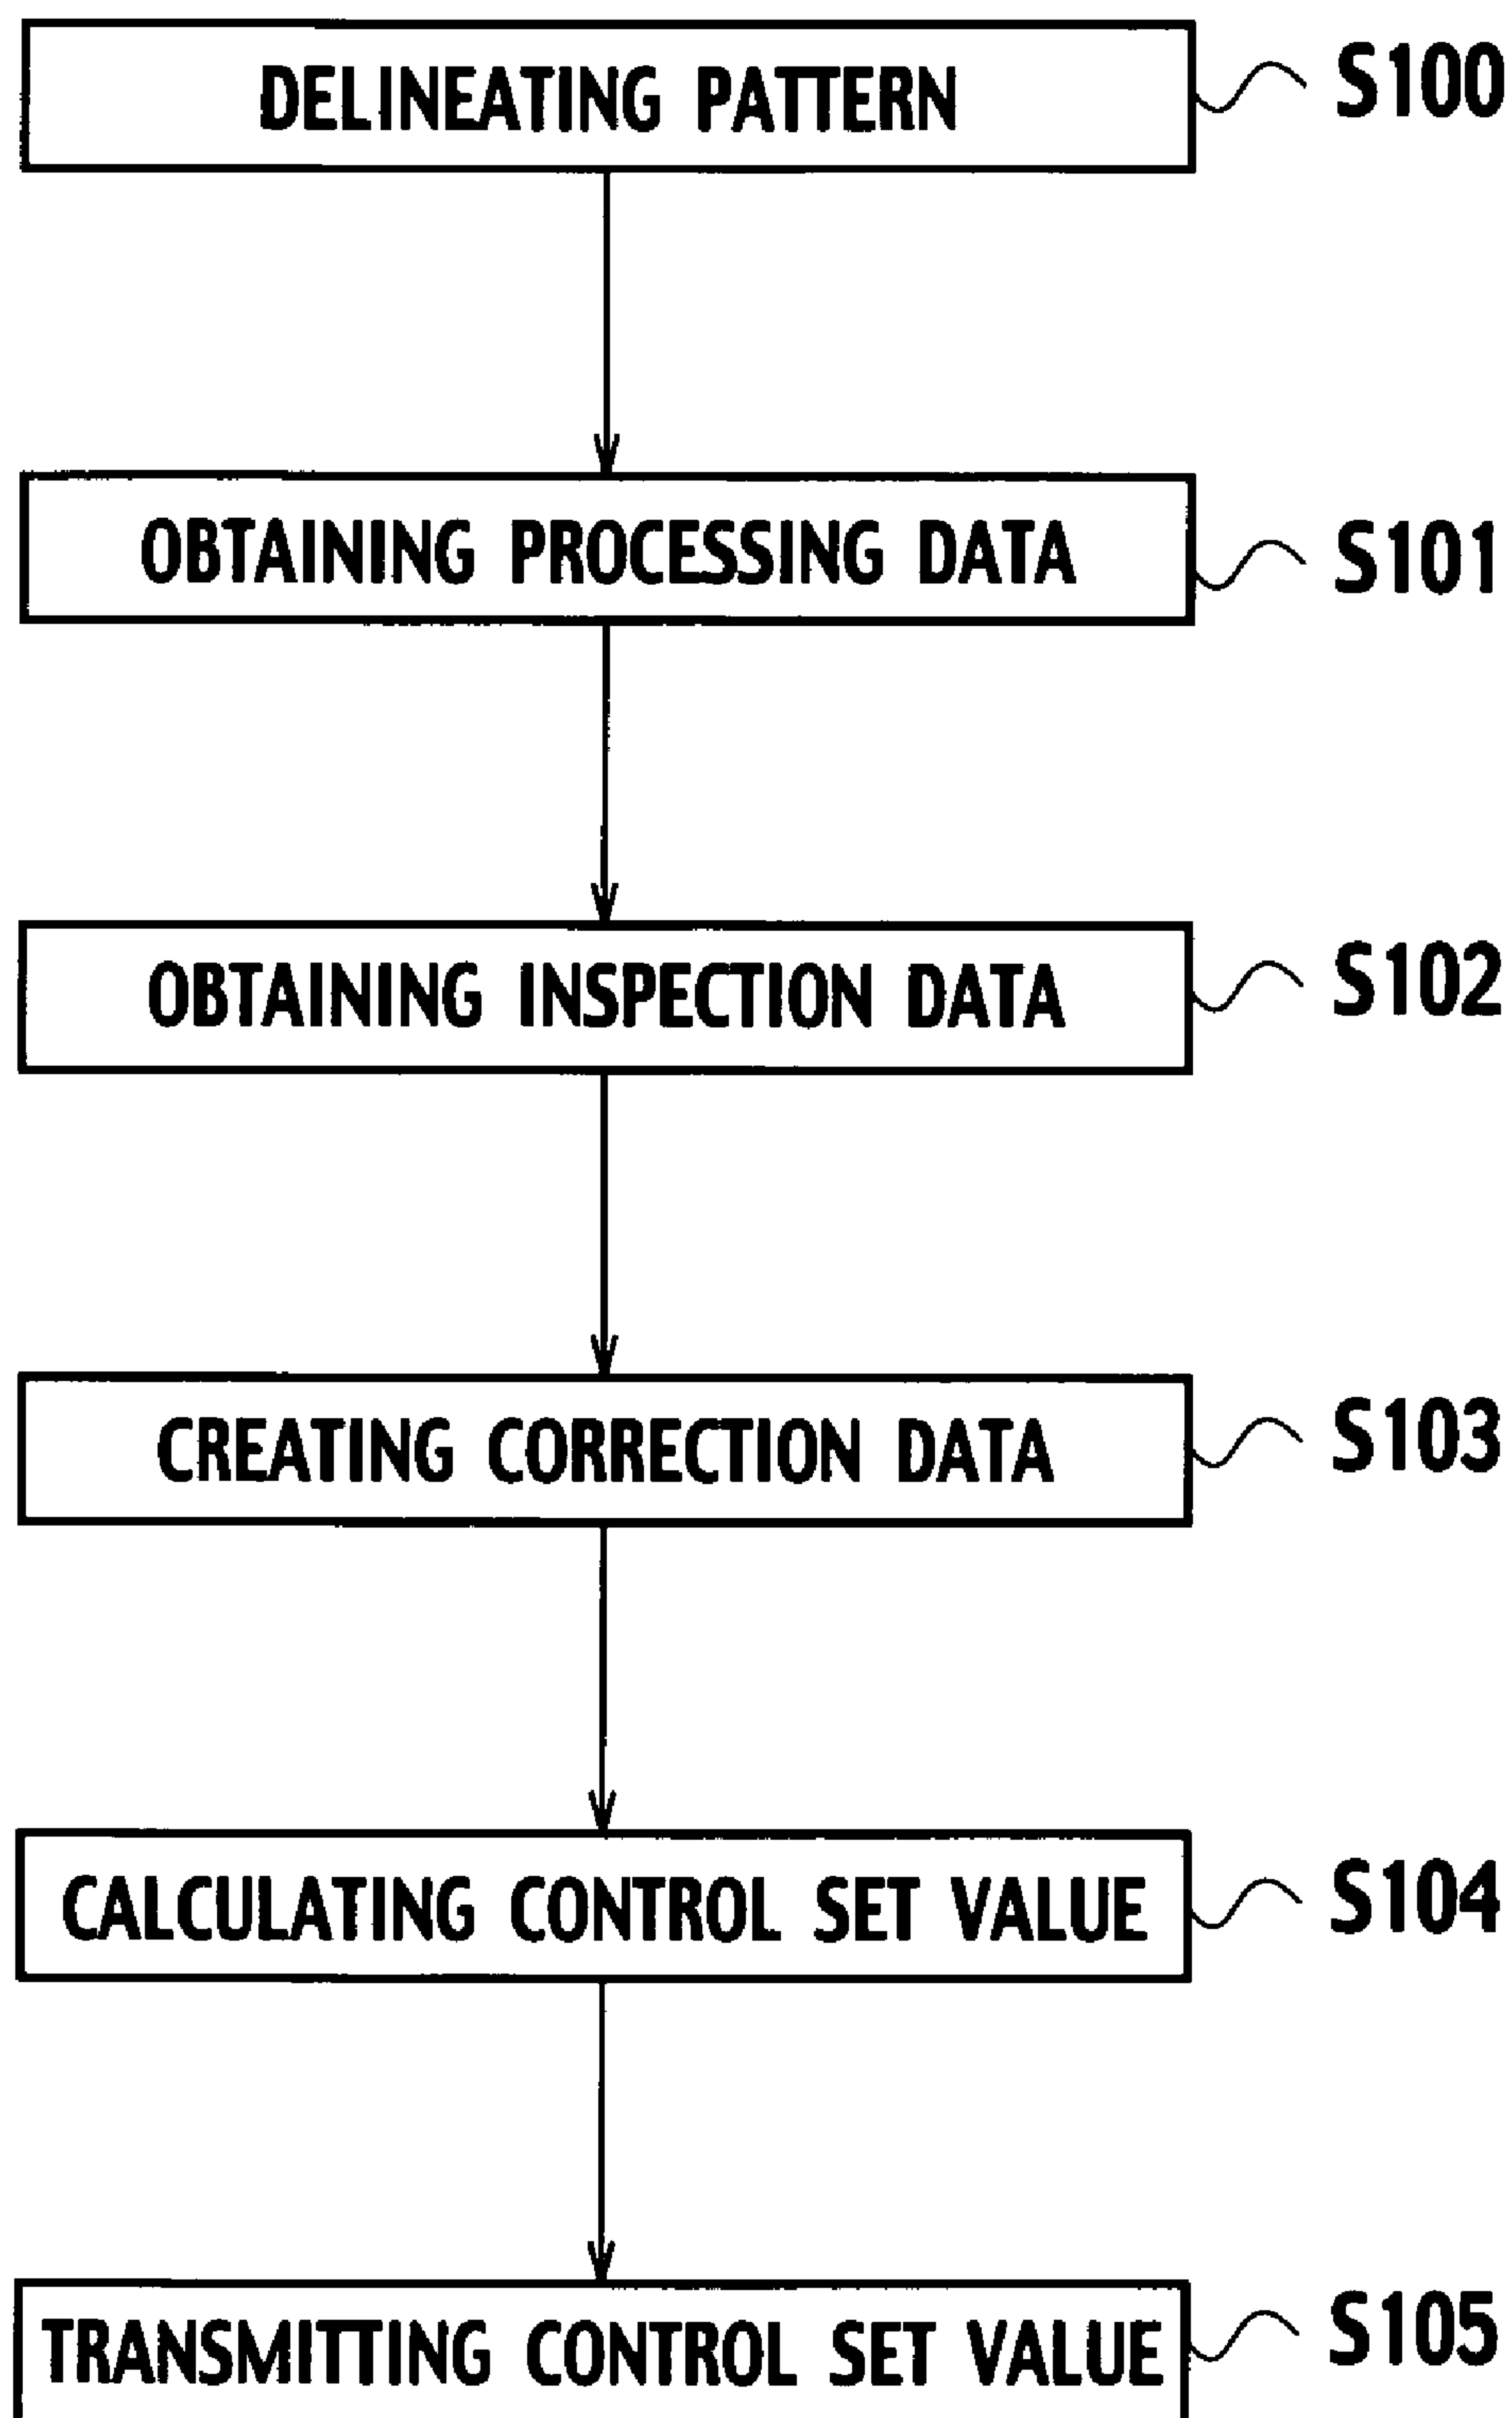 DELINEATING PATTERN S100
OBTAINING PROCESSING DATA S101
OBTAINING INSPECTION DATA S102
CREATING CORRECTION DATA S103
CALCULATING CONTROL SET VALUE S104
TRANSMITTING CONTROL SET VALUE S105